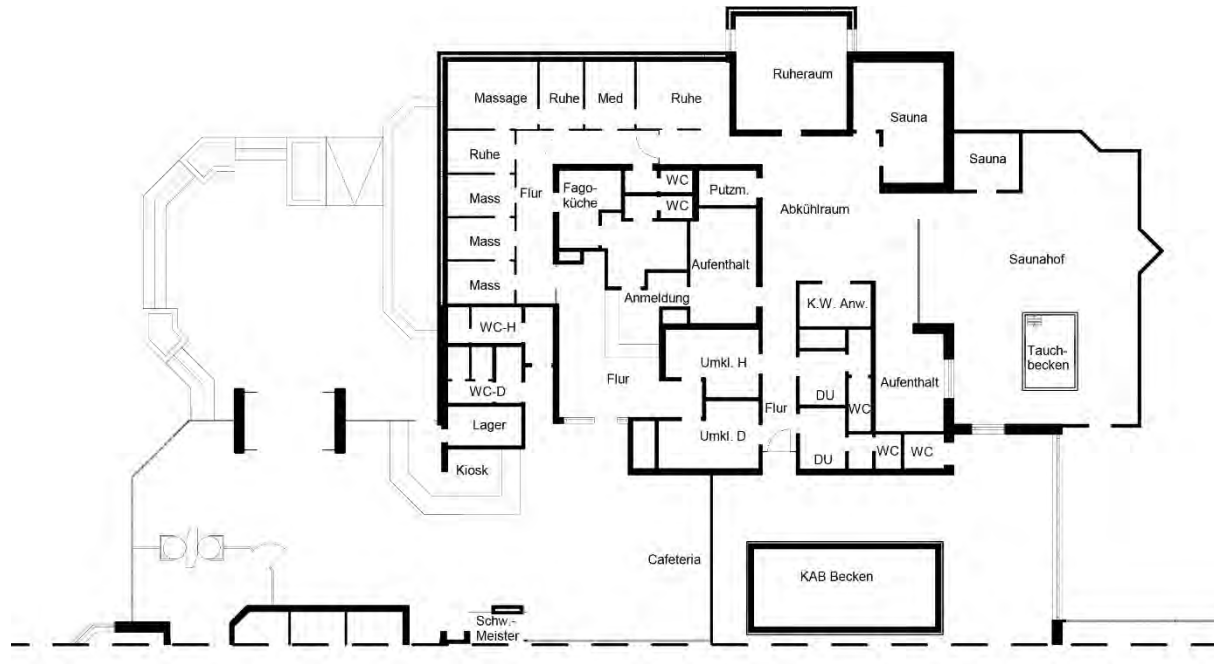 Ruheraum
Massage
Ruhe
Med
Ruhe
Sauna
Ruhe
Sauna
Flur
Fago-
küche
WC
Putzm.
Mass
WC
Abkühlraum
Mass
Aufenthalt
Saunahof
Mass
Anmeldung
K.W. Anw.
WC-H
Tauch-
becken
Umkl. H
Flur
WC-D
DU
Aufenthalt
Flur
WC
Lager
Umkl. D
DU
WC
WC
Kiosk
Cafeteria
KAB Becken
Schw.-
Meister